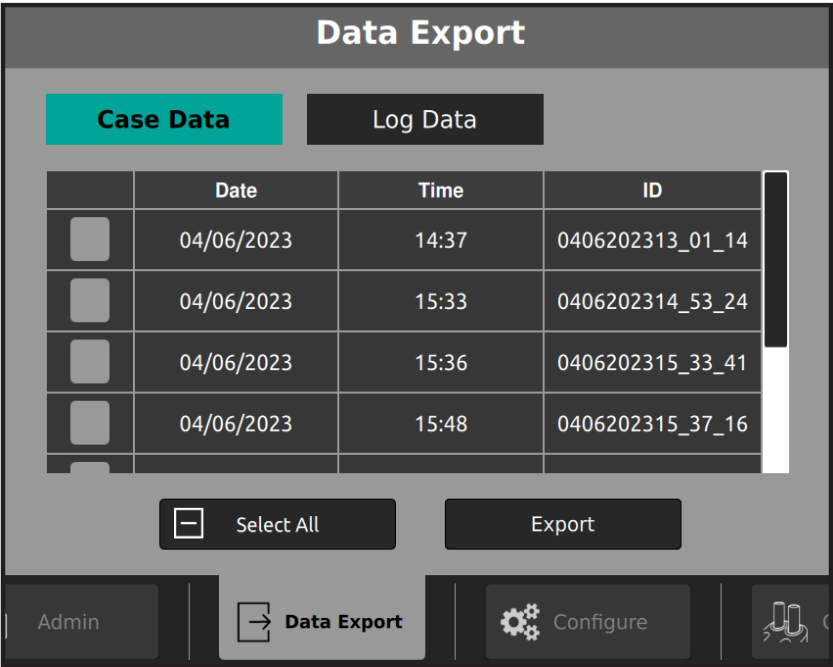 Data Export
Case Data Log Data
Date Time ID
04/06/2023 14:37 0406202313_01_14
04/06/2023 15:33 0406202314_53_24
04/06/2023 15:36 0406202315_33_41
04/06/2023 15:48 0406202315_37_16
Select All Export
Admin Data Export Configure